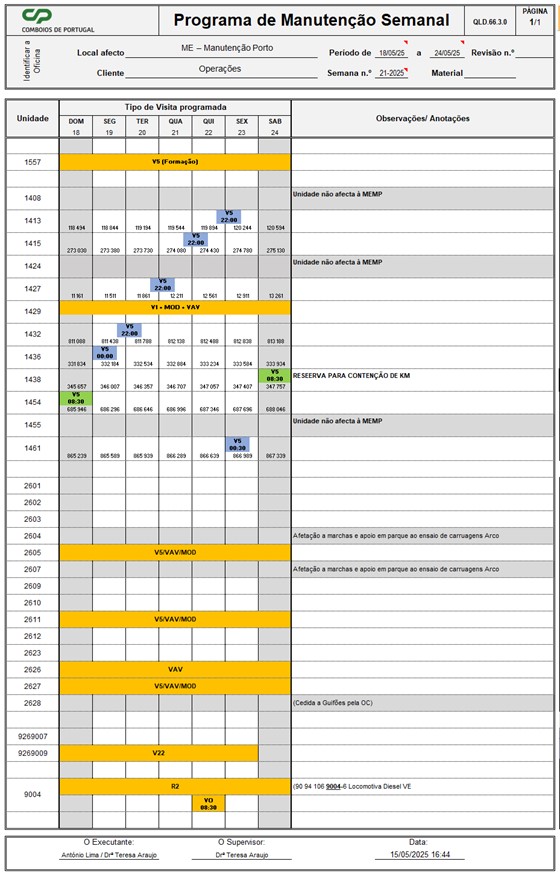 CP
COMBOIOS DE PORTUGAL
Programa de Manutenção Semanal
QLD.66.3.0
PÁGINA
1/1
Identificar a Oficina
Local afecto ME – Manutenção Porto Periodo de 18/05/25 a 24/05/25 Revisão n.º
Cliente Operações Semana n.º 21-2025 Material
Unidade Tipo de Visita programada Observações/ Anotações
DOM SEG TER QUA QUI SEX SAB
18 19 20 21 22 23 24
1557 V5 (Formação)
1408 Unidade não afecta à MEMP
1413 V5 22:00
118 494 118 844 119 194 119 544 119 894 120 244 120 594
1415 V5 22:00
273 030 273 380 273 730 274 080 274 430 274 780 275 130
1424 Unidade não afecta à MEMP
1427 V5 22:00
11 161 11 511 11 861 12 211 12 561 12 911 13 261
1429 VI + MOD + VAV
1432 V5 22:00
811 088 811 438 811 788 812 138 812 488 812 838 813 188
1436 V5 00:00
331 834 332 184 332 534 332 884 333 234 333 584 333 934
1438 V5 08:30 RESEERVA PARA CONTENÇÃO DE KM
345 657 346 007 346 357 346 707 347 057 347 407 347 757
1454 V5 08:30
685 946 686 296 686 646 686 996 687 346 687 696 688 046
1455 Unidade não afecta à MEMP
1461 V5 00:30
865 239 865 589 865 939 866 289 866 639 866 989 867 339
2601
2602
2603
2604 Afetação a marchas e apoio em parque ao ensaio de carruagens Arco
2605 V5/VAV/MOD
2607 Afetação a marchas e apoio em parque ao ensaio de carruagens Arco
2609
2610
2611 V5/VAV/MOD
2612
2623
2626 VAV
2627 V5/VAV/MOD
2628 (Cedida a Guifões pela OC)
9269007
9269009 V22
9004 R2 (90 94 106 9004-6 Locomotiva Diesel VE
VO
08:30
O Executante: O Supervisor: Data:
António Lima / Drª Teresa Araujo Drª Teresa Araujo 15/05/2025 16:44